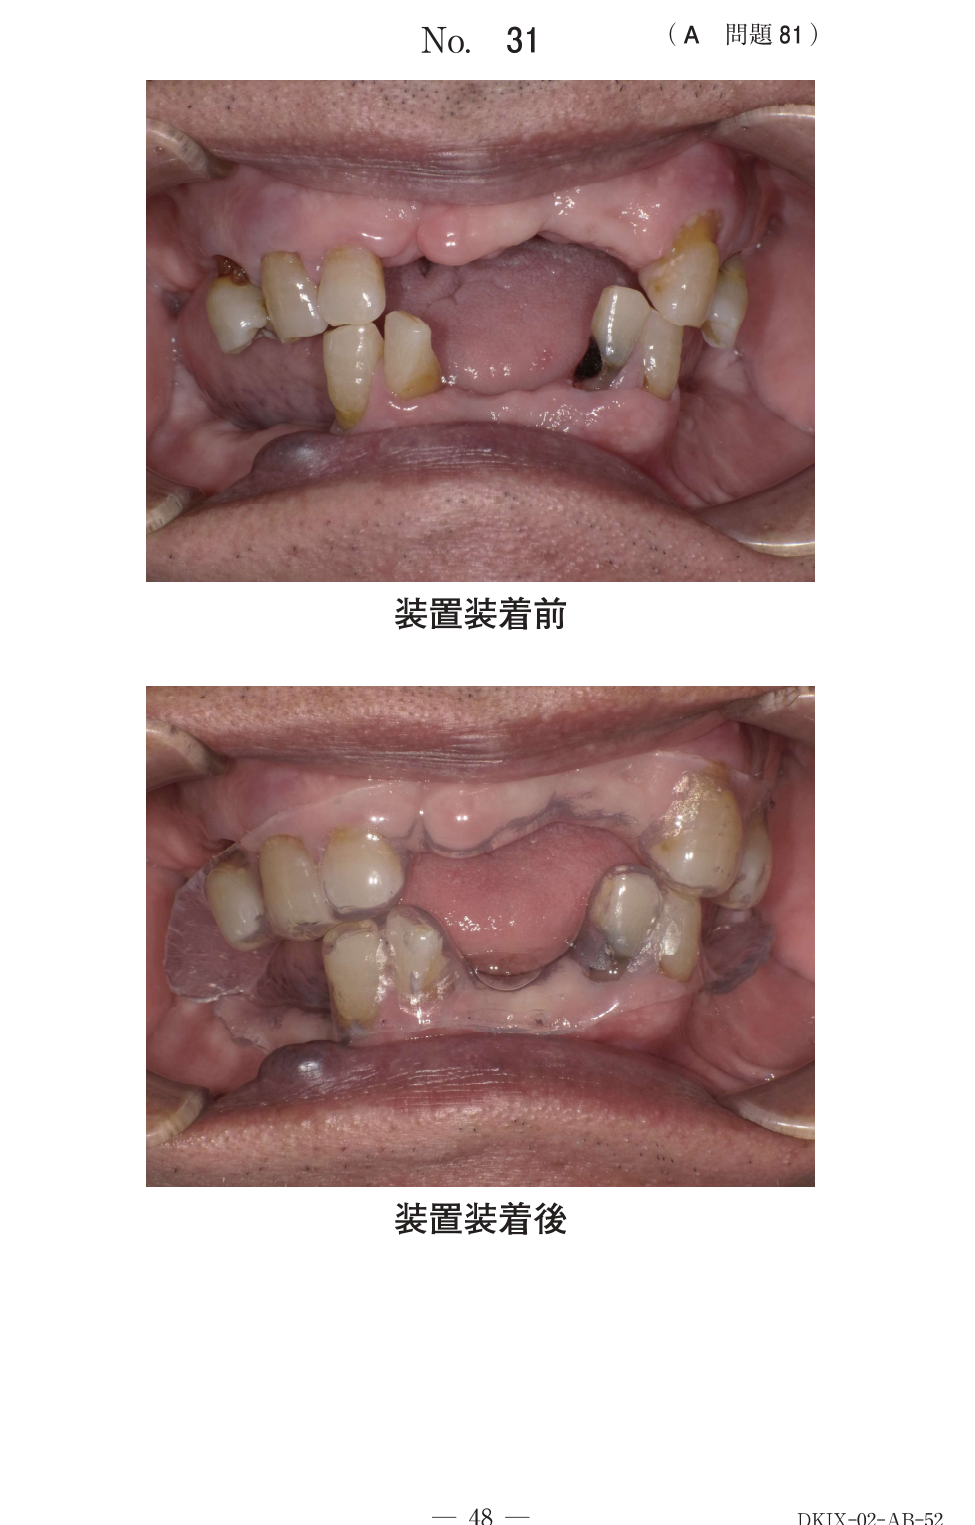 No. 31
（A 問題 81）
装置装着前
装置装着後
— 48 —
DKIX-02-AB-52